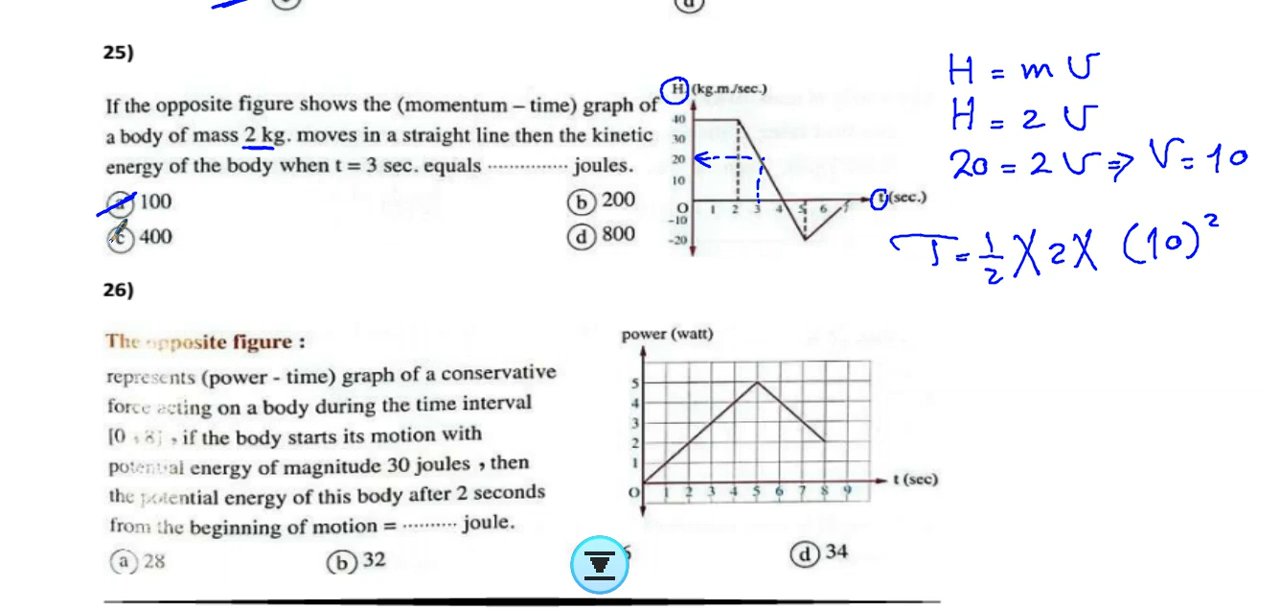 25)
If the opposite figure shows the (momentum – time) graph of
a body of mass 2 kg. moves in a straight line then the kinetic
energy of the body when t = 3 sec. equals ················ joules.
a 100
b 200
c 400
d 800
H (kg.m./sec.)
40
30
20
10
O 1 2 3 4 5 6 7 t (sec.)
-10
-20
H = m v
H = 2 v
20 = 2 v ⇒ v = 10
T = 1/2 × 2 × (10)²
26)
The opposite figure :
represents (power - time) graph of a conservative
force acting on a body during the time interval
[0 , 8] , if the body starts its motion with
potential energy of magnitude 30 joules , then
the potential energy of this body after 2 seconds
from the beginning of motion = ·········· joule.
a 28
b 32
d 34
power (watt)
5
4
3
2
1
O 1 2 3 4 5 6 7 8 9 t (sec)